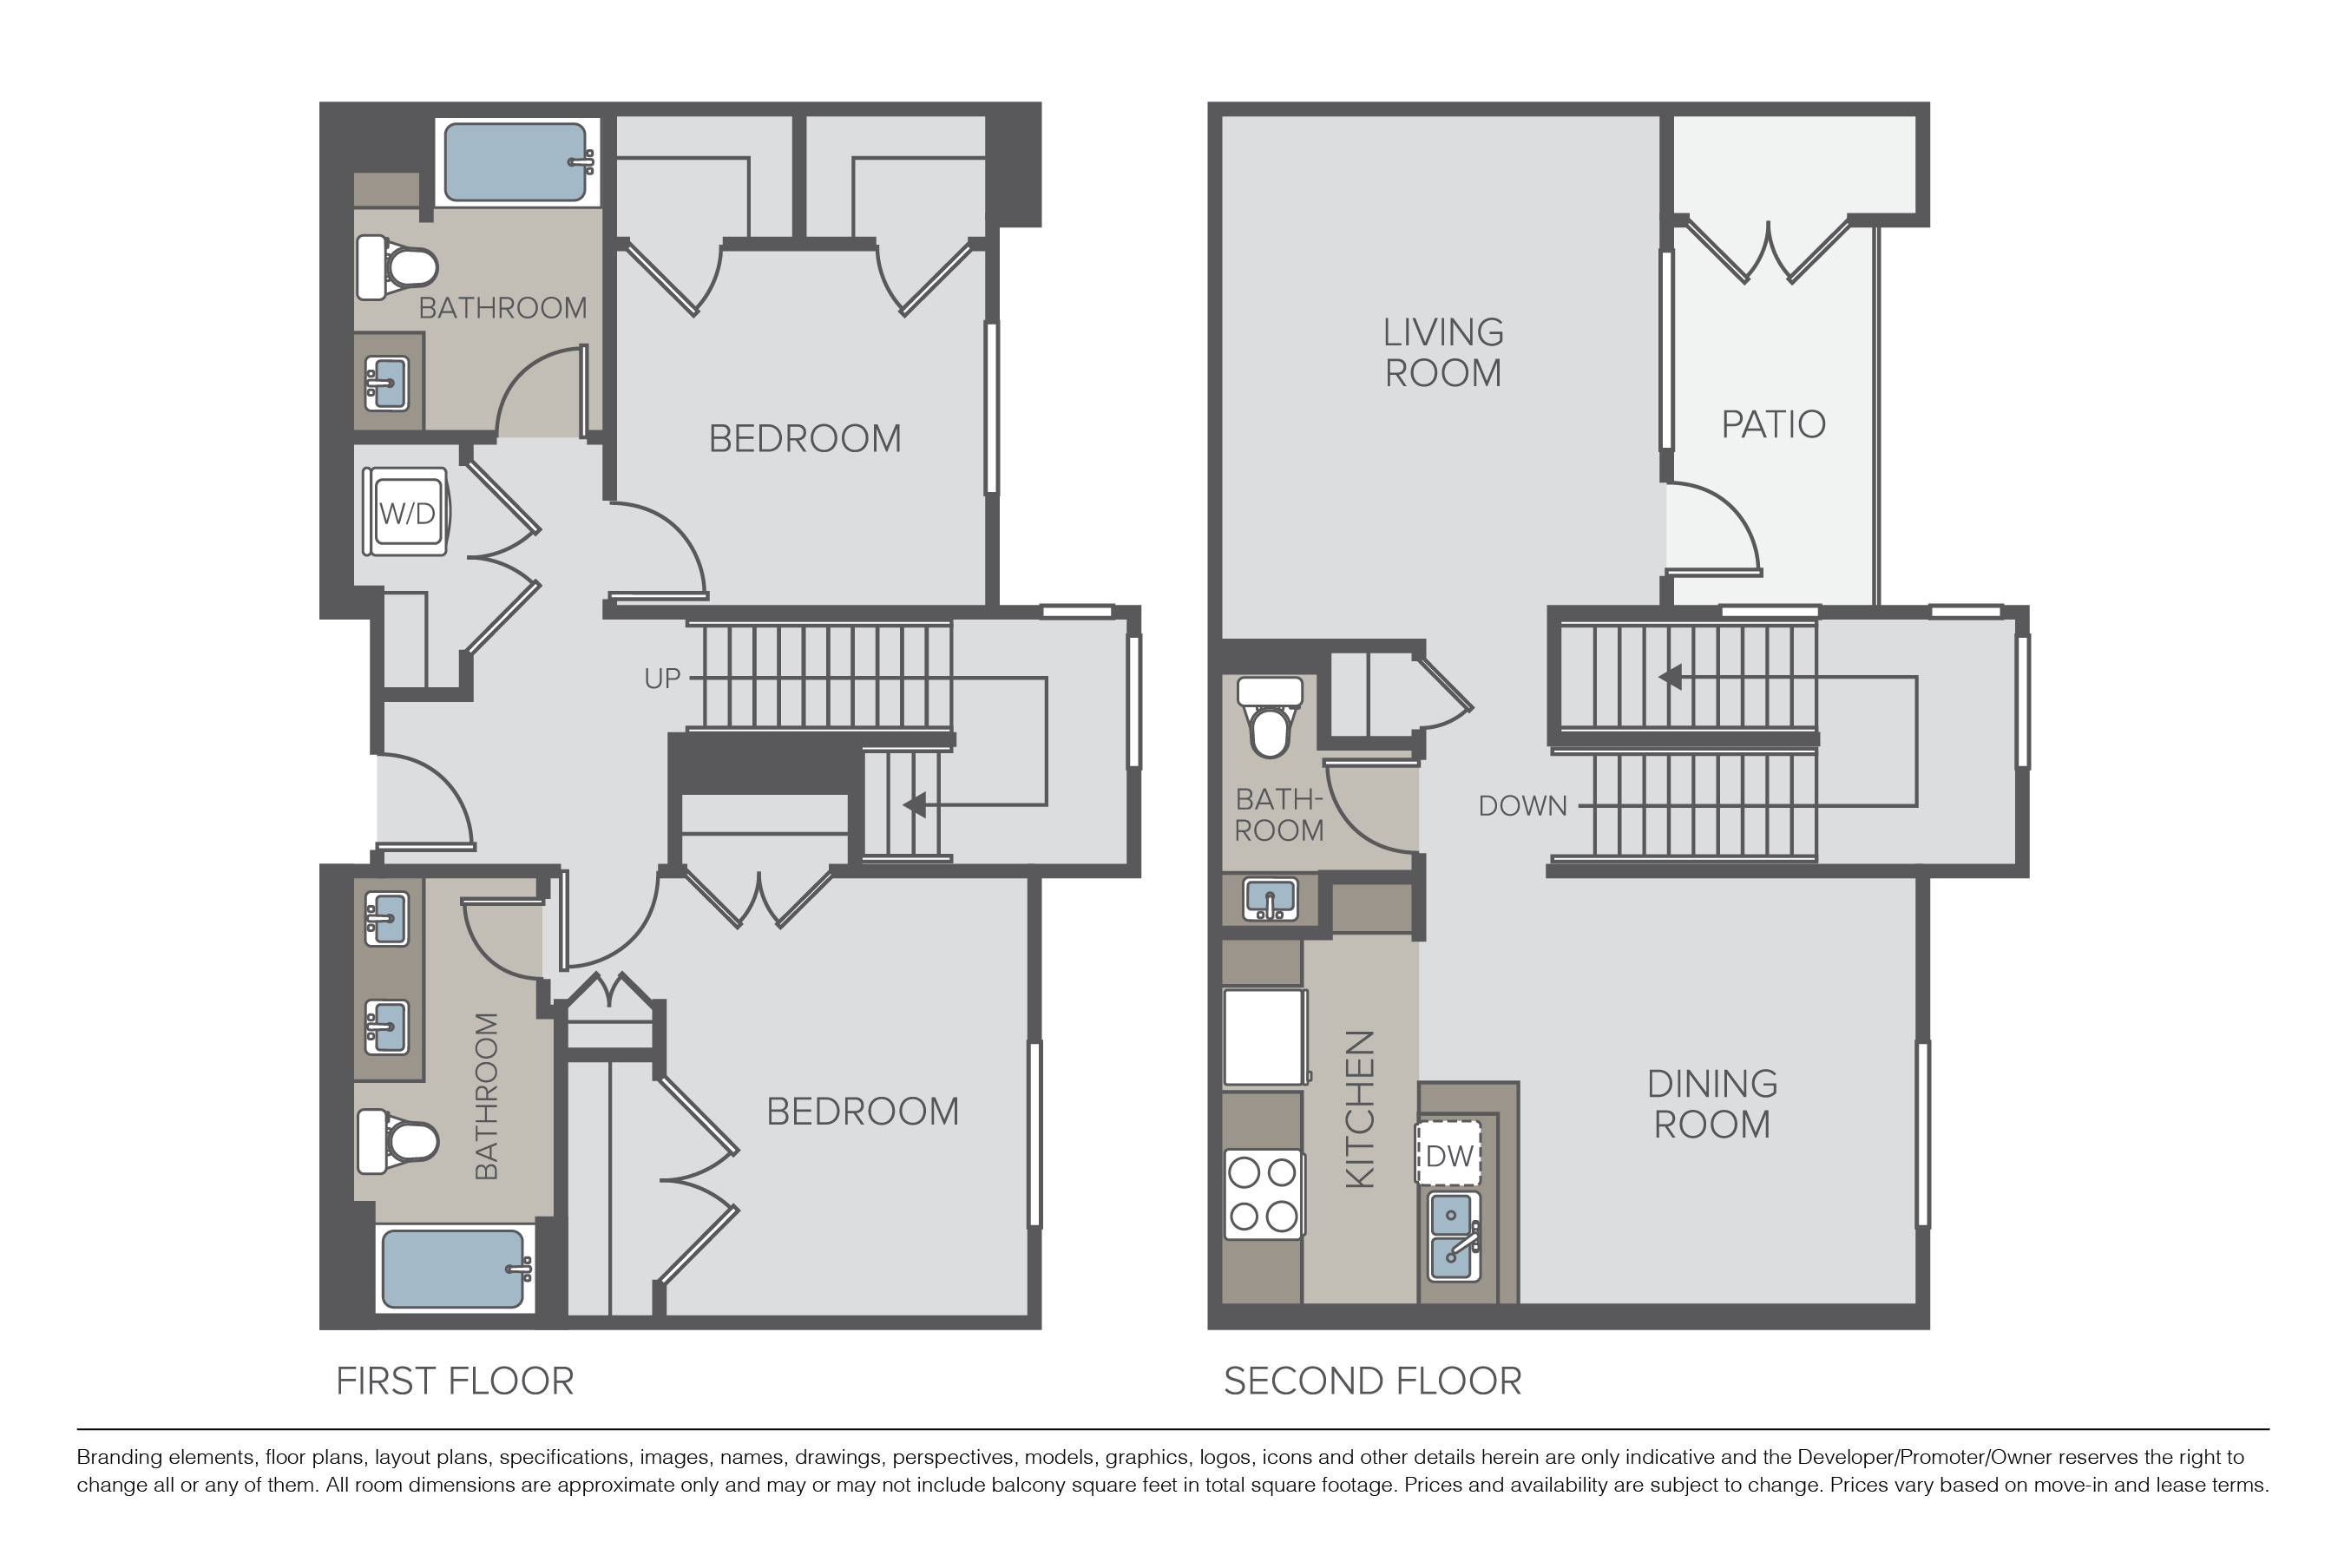 BATHROOM
BEDROOM
W/D
UP
BATHROOM
BEDROOM
FIRST FLOOR
LIVING
ROOM
PATIO
BATH-
ROOM
DOWN
KITCHEN
DW
DINING
ROOM
SECOND FLOOR
Branding elements, floor plans, layout plans, specifications, images, names, drawings, perspectives, models, graphics, logos, icons and other details herein are only indicative and the Developer/Promoter/Owner reserves the right to
change all or any of them. All room dimensions are approximate only and may or may not include balcony square feet in total square footage. Prices and availability are subject to change. Prices vary based on move-in and lease terms.